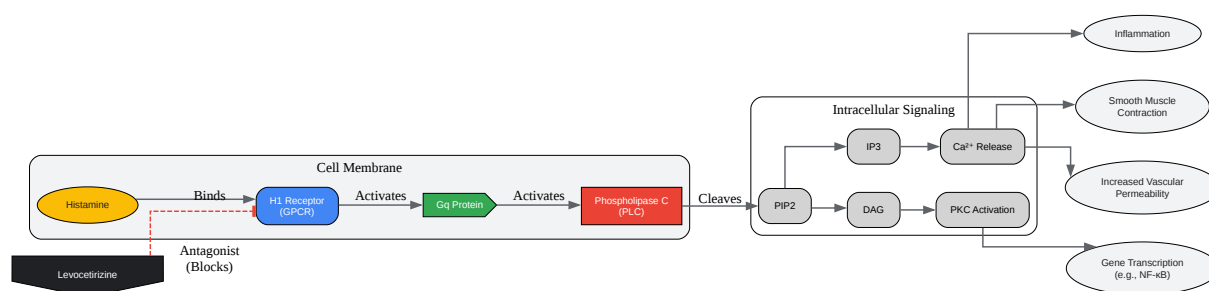 Inflammation
Intracellular Signaling
Smooth Muscle
Contraction
IP3
Ca²⁺ Release
Cell Membrane
Histamine
Binds
H1 Receptor
(GPCR)
Activates
Gq Protein
Activates
Phospholipase C
(PLC)
Cleaves
PIP2
DAG
PKC Activation
Increased Vascular
Permeability
Antagonist
(Blocks)
Levocetirizine
Gene Transcription
(e.g., NF-κB)